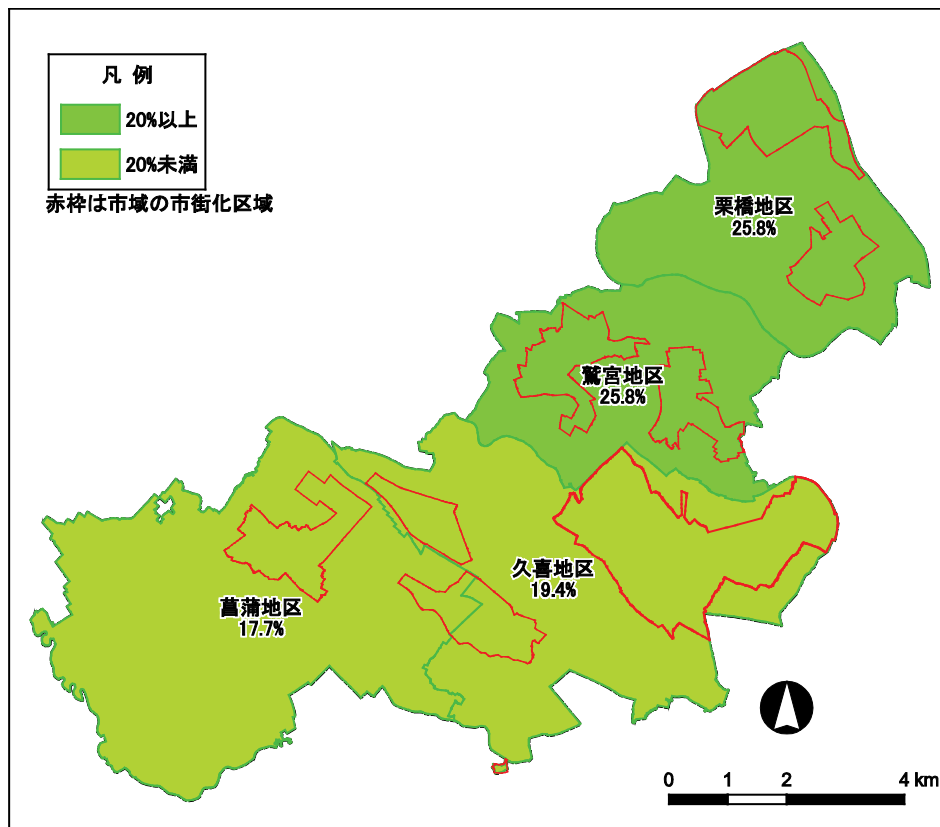 凡 例
20%以上
20%未満
赤枠は市域の市街化区域
栗橋地区
25.8%
鷲宮地区
25.8%
久喜地区
19.4%
菖蒲地区
17.7%
0 1 2 4 km